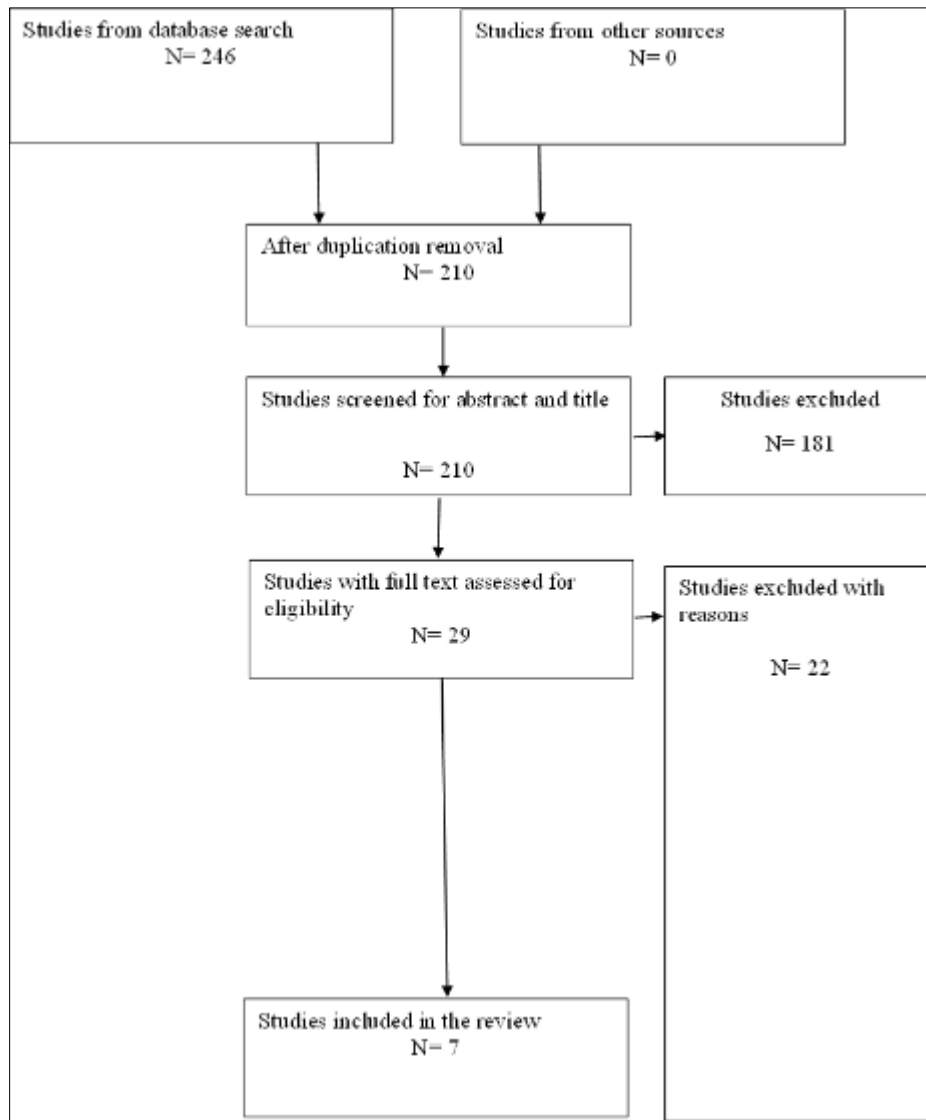 Studies from database search
N= 246
Studies from other sources
N= 0
After duplication removal
N= 210
Studies screened for abstract and title
N= 210
Studies excluded
N= 181
Studies with full text assessed for
eligibility
N= 29
Studies excluded with
reasons
N= 22
Studies included in the review
N= 7